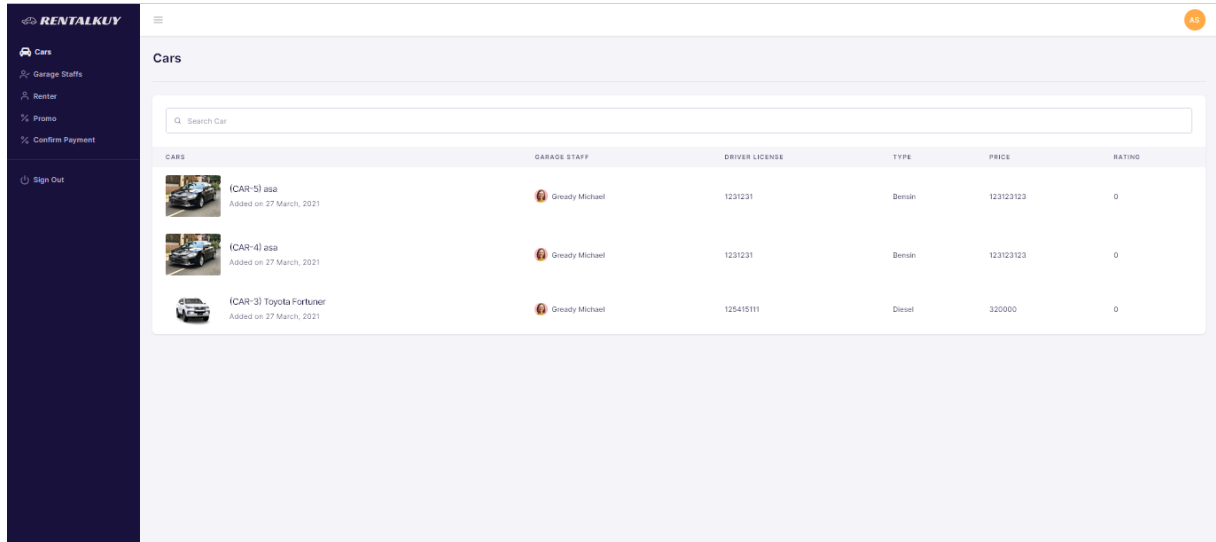 RENTALKUY
AS
Cars
Garage Staffs
Renter
Promo
Confirm Payment
Sign Out
Cars
Search Car
CARS GARAGE STAFF DRIVER LICENSE TYPE PRICE RATING
(CAR-5) asa
Added on 27 March, 2021
Gready Michael 1231231 Bensin 123123123 0
(CAR-4) asa
Added on 27 March, 2021
Gready Michael 1231231 Bensin 123123123 0
(CAR-3) Toyota Fortuner
Added on 27 March, 2021
Gready Michael 125415111 Diesel 320000 0